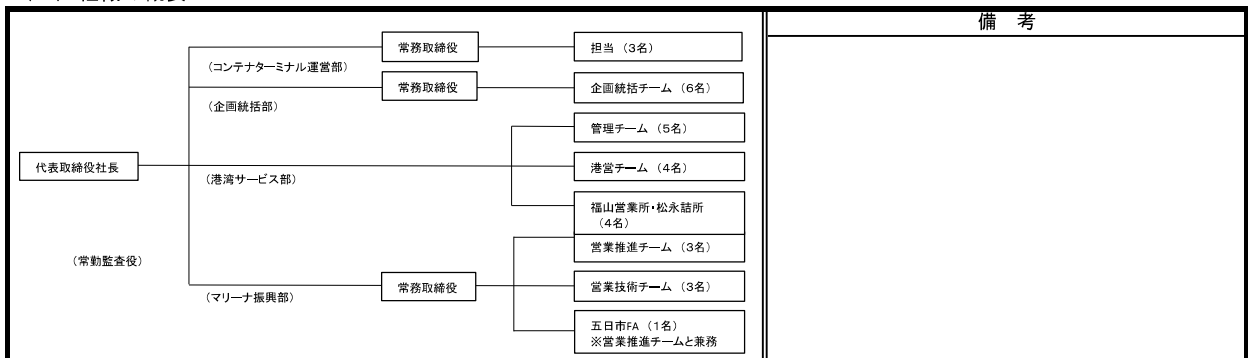 備　考
常務取締役
担当（3名）
（コンテナターミナル運営部）
常務取締役
企画統括チーム（6名）
（企画統括部）
管理チーム（5名）
代表取締役社長
港営チーム（4名）
（港湾サービス部）
福山営業所・松永詰所
（4名）
営業推進チーム（3名）
（常勤監査役）
常務取締役
営業技術チーム（3名）
（マリーナ振興部）
五日市FA（1名）
※営業推進チームと兼務